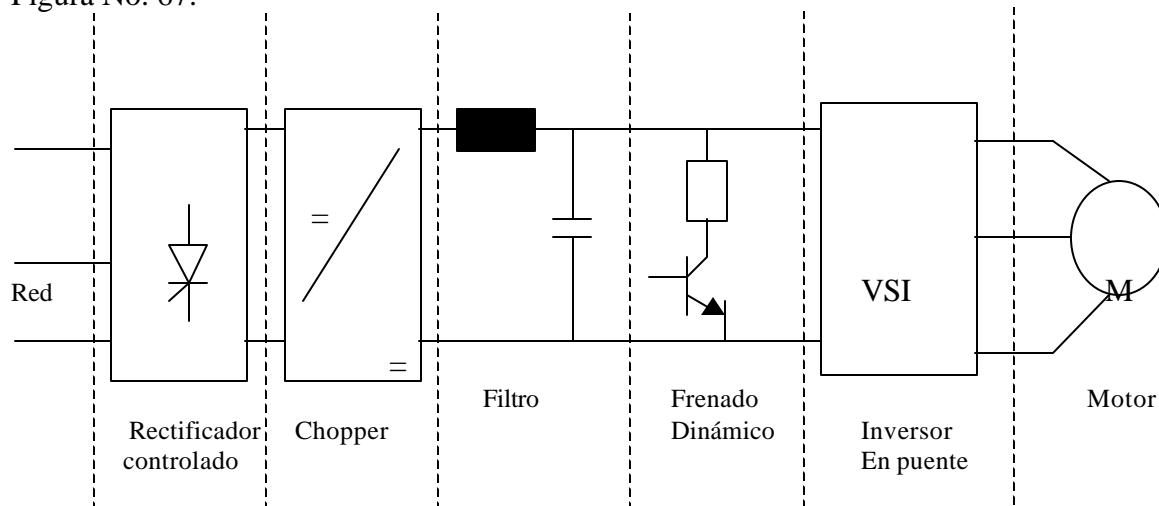 Figura No. 67.
=
Red
VSI
M
=
Filtro
Frenado
Dinámico
Motor
Rectificador
controlado
Chopper
Inversor
En puente